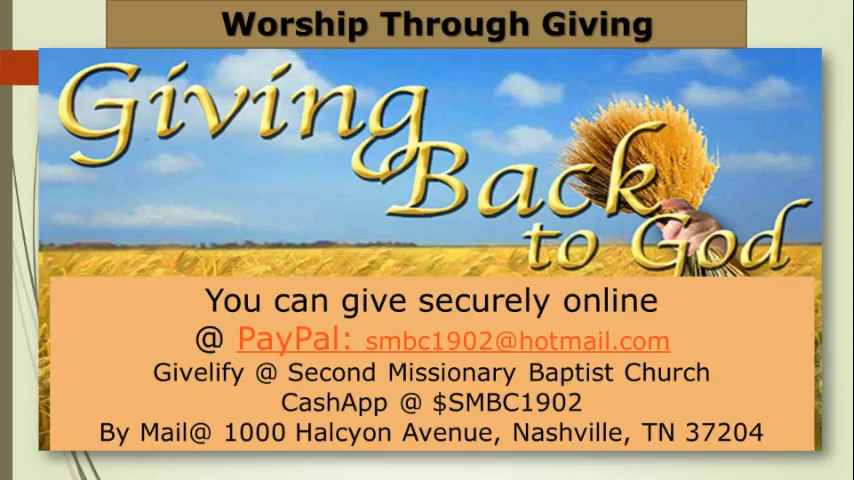 Worship Through Giving
Giving
Back
to God
You can give securely online
@ PayPal: smbc1902@hotmail.com
Givelify @ Second Missionary Baptist Church
CashApp @ $SMBC1902
By Mail@ 1000 Halcyon Avenue, Nashville, TN 37204